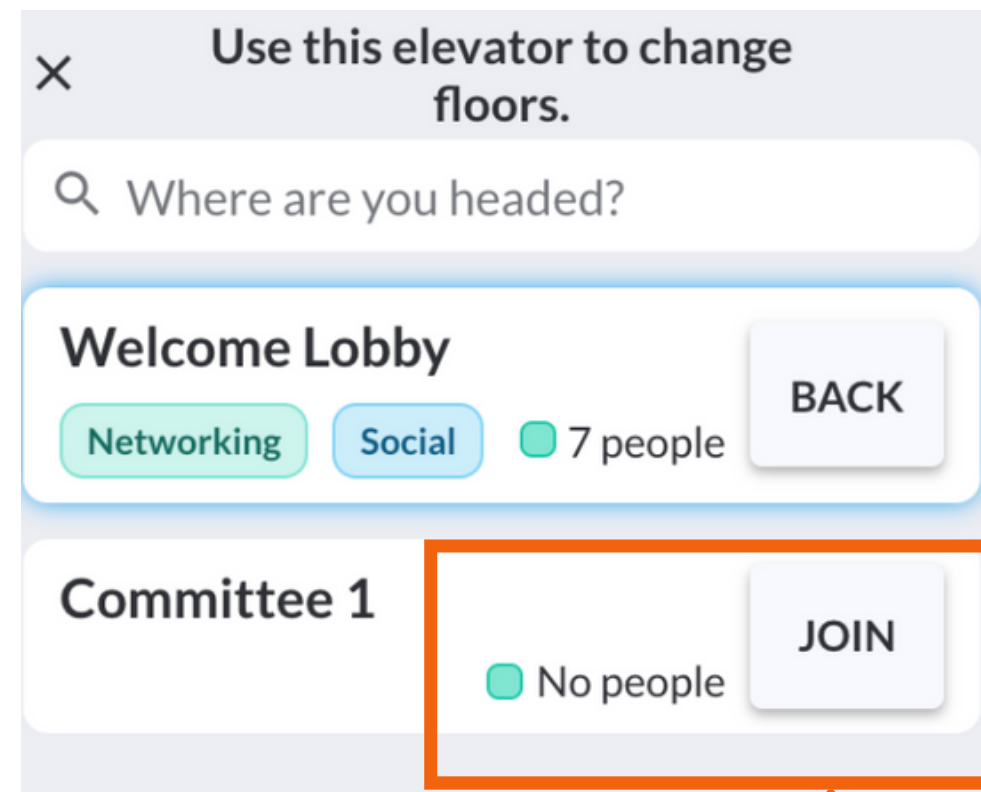 Use this elevator to change
floors.
Where are you headed?
Welcome Lobby
BACK
Networking Social 7 people
Committee 1
JOIN
No people